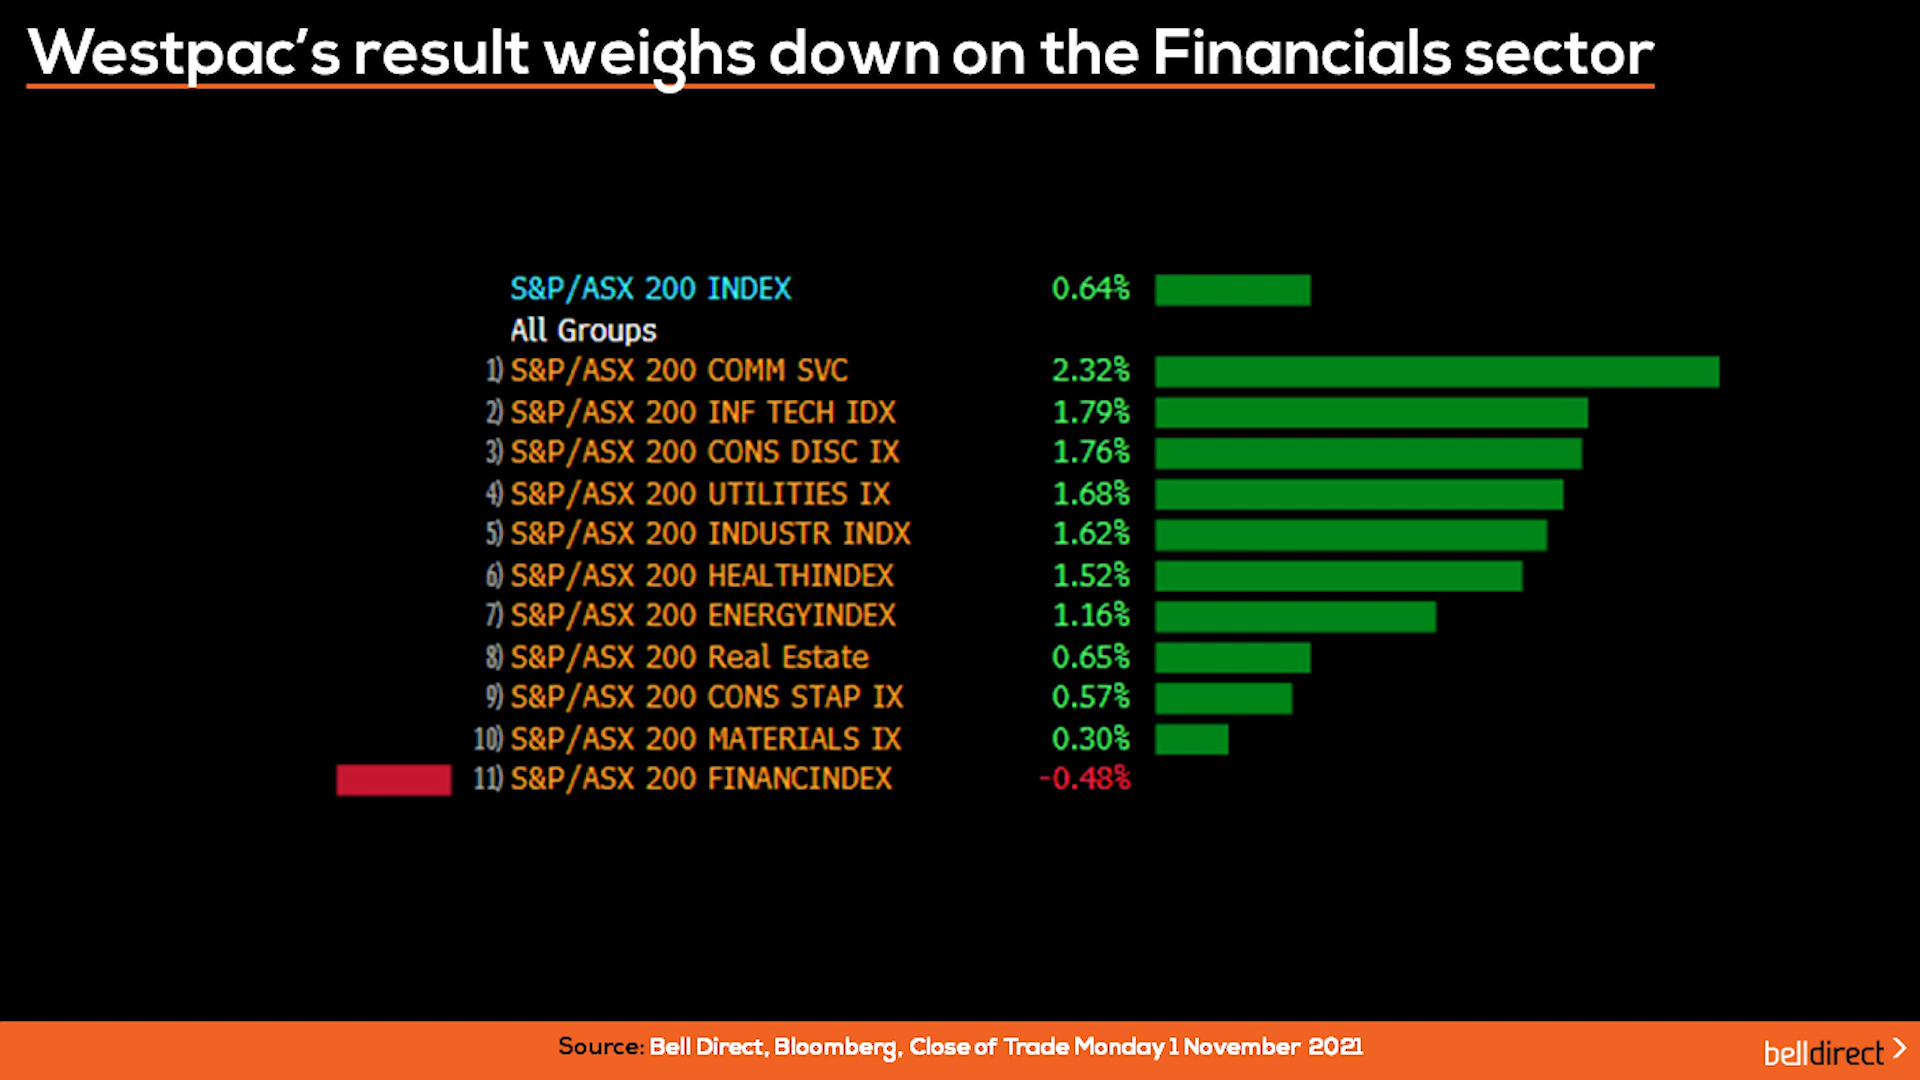 Westpac’s result weighs down on the Financials sector
S&P/ASX 200 INDEX 0.64%
All Groups
1) S&P/ASX 200 COMM SVC 2.32%
2) S&P/ASX 200 INF TECH IDX 1.79%
3) S&P/ASX 200 CONS DISC IX 1.76%
4) S&P/ASX 200 UTILITIES IX 1.68%
5) S&P/ASX 200 INDUSTR INDX 1.62%
6) S&P/ASX 200 HEALTHINDEX 1.52%
7) S&P/ASX 200 ENERGYINDEX 1.16%
8) S&P/ASX 200 Real Estate 0.65%
9) S&P/ASX 200 CONS STAP IX 0.57%
10) S&P/ASX 200 MATERIALS IX 0.30%
11) S&P/ASX 200 FINANCINDEX -0.48%
Source: Bell Direct, Bloomberg, Close of Trade Monday 1 November 2021
belldirect